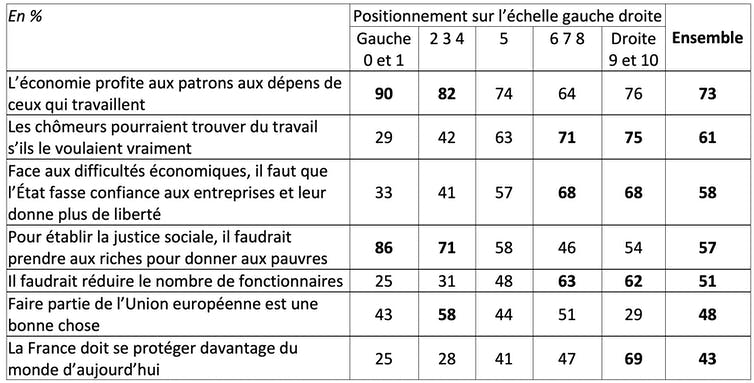 En %
Positionnement sur l’échelle gauche droite
Ensemble
Gauche 0 et 1
2 3 4
5
6 7 8
Droite 9 et 10
L’économie profite aux patrons aux dépens de
ceux qui travaillent
90 82 74 64 76 73
Les chômeurs pourraient trouver du travail
s’ils le voulaient vraiment
29 42 63 71 75 61
Face aux difficultés économiques, il faut que
l’État fasse confiance aux entreprises et leur
donne plus de liberté
33 41 57 68 68 58
Pour établir la justice sociale, il faudrait
prendre aux riches pour donner aux pauvres
86 71 58 46 54 57
Il faudrait réduire le nombre de fonctionnaires 25 31 48 63 62 51
Faire partie de l’Union européenne est une
bonne chose
43 58 44 51 29 48
La France doit se protéger davantage du
monde d’aujourd’hui
25 28 41 47 69 43